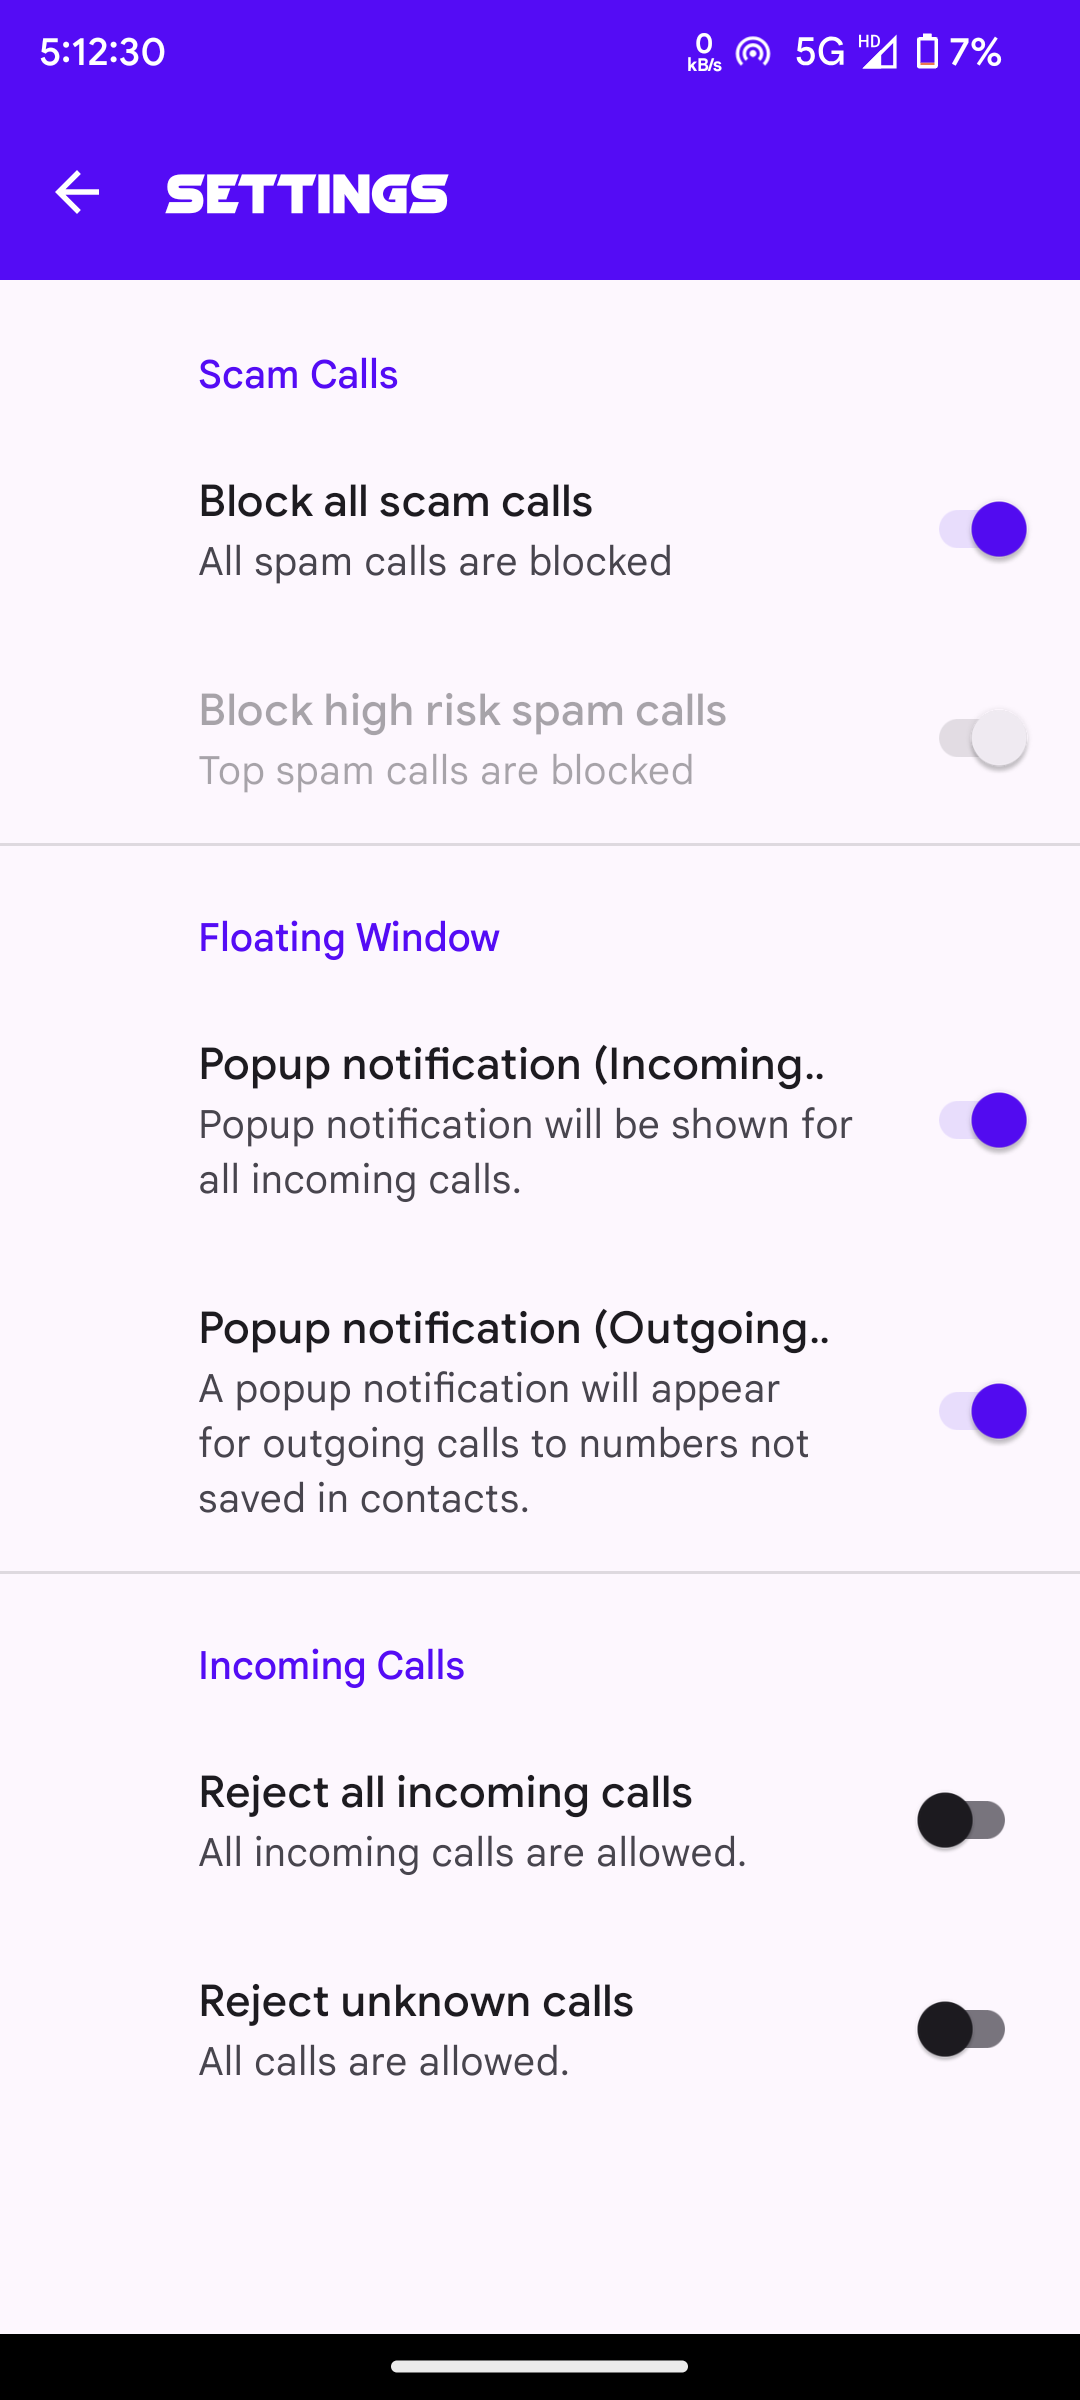 5:12:30
0
kB/s
5G
HD
7%
SETTINGS
Scam Calls
Block all scam calls
All spam calls are blocked
Block high risk spam calls
Top spam calls are blocked
Floating Window
Popup notification (Incoming..
Popup notification will be shown for
all incoming calls.
Popup notification (Outgoing..
A popup notification will appear
for outgoing calls to numbers not
saved in contacts.
Incoming Calls
Reject all incoming calls
All incoming calls are allowed.
Reject unknown calls
All calls are allowed.